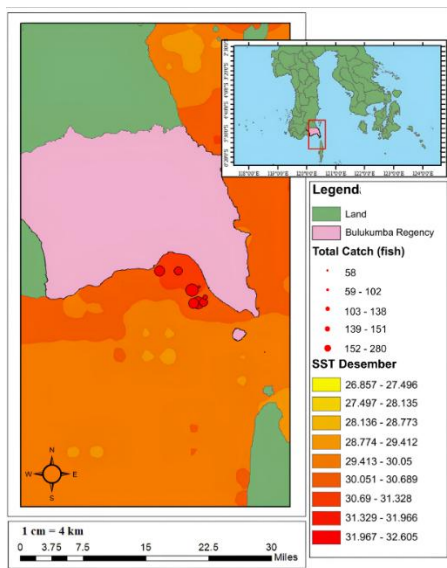 Legend
Land
Bulukumba Regency
Total Catch (fish)
58
59 - 102
103 - 138
139 - 151
152 - 280
SST Desember
26.857 - 27.496
27.497 - 28.135
28.136 - 28.773
28.774 - 29.412
29.413 - 30.05
30.051 - 30.689
30.69 - 31.328
31.329 - 31.966
31.967 - 32.605
N
W
E
S
1 cm = 4 km
0 3.75 7.5 15 22.5 30
Miles